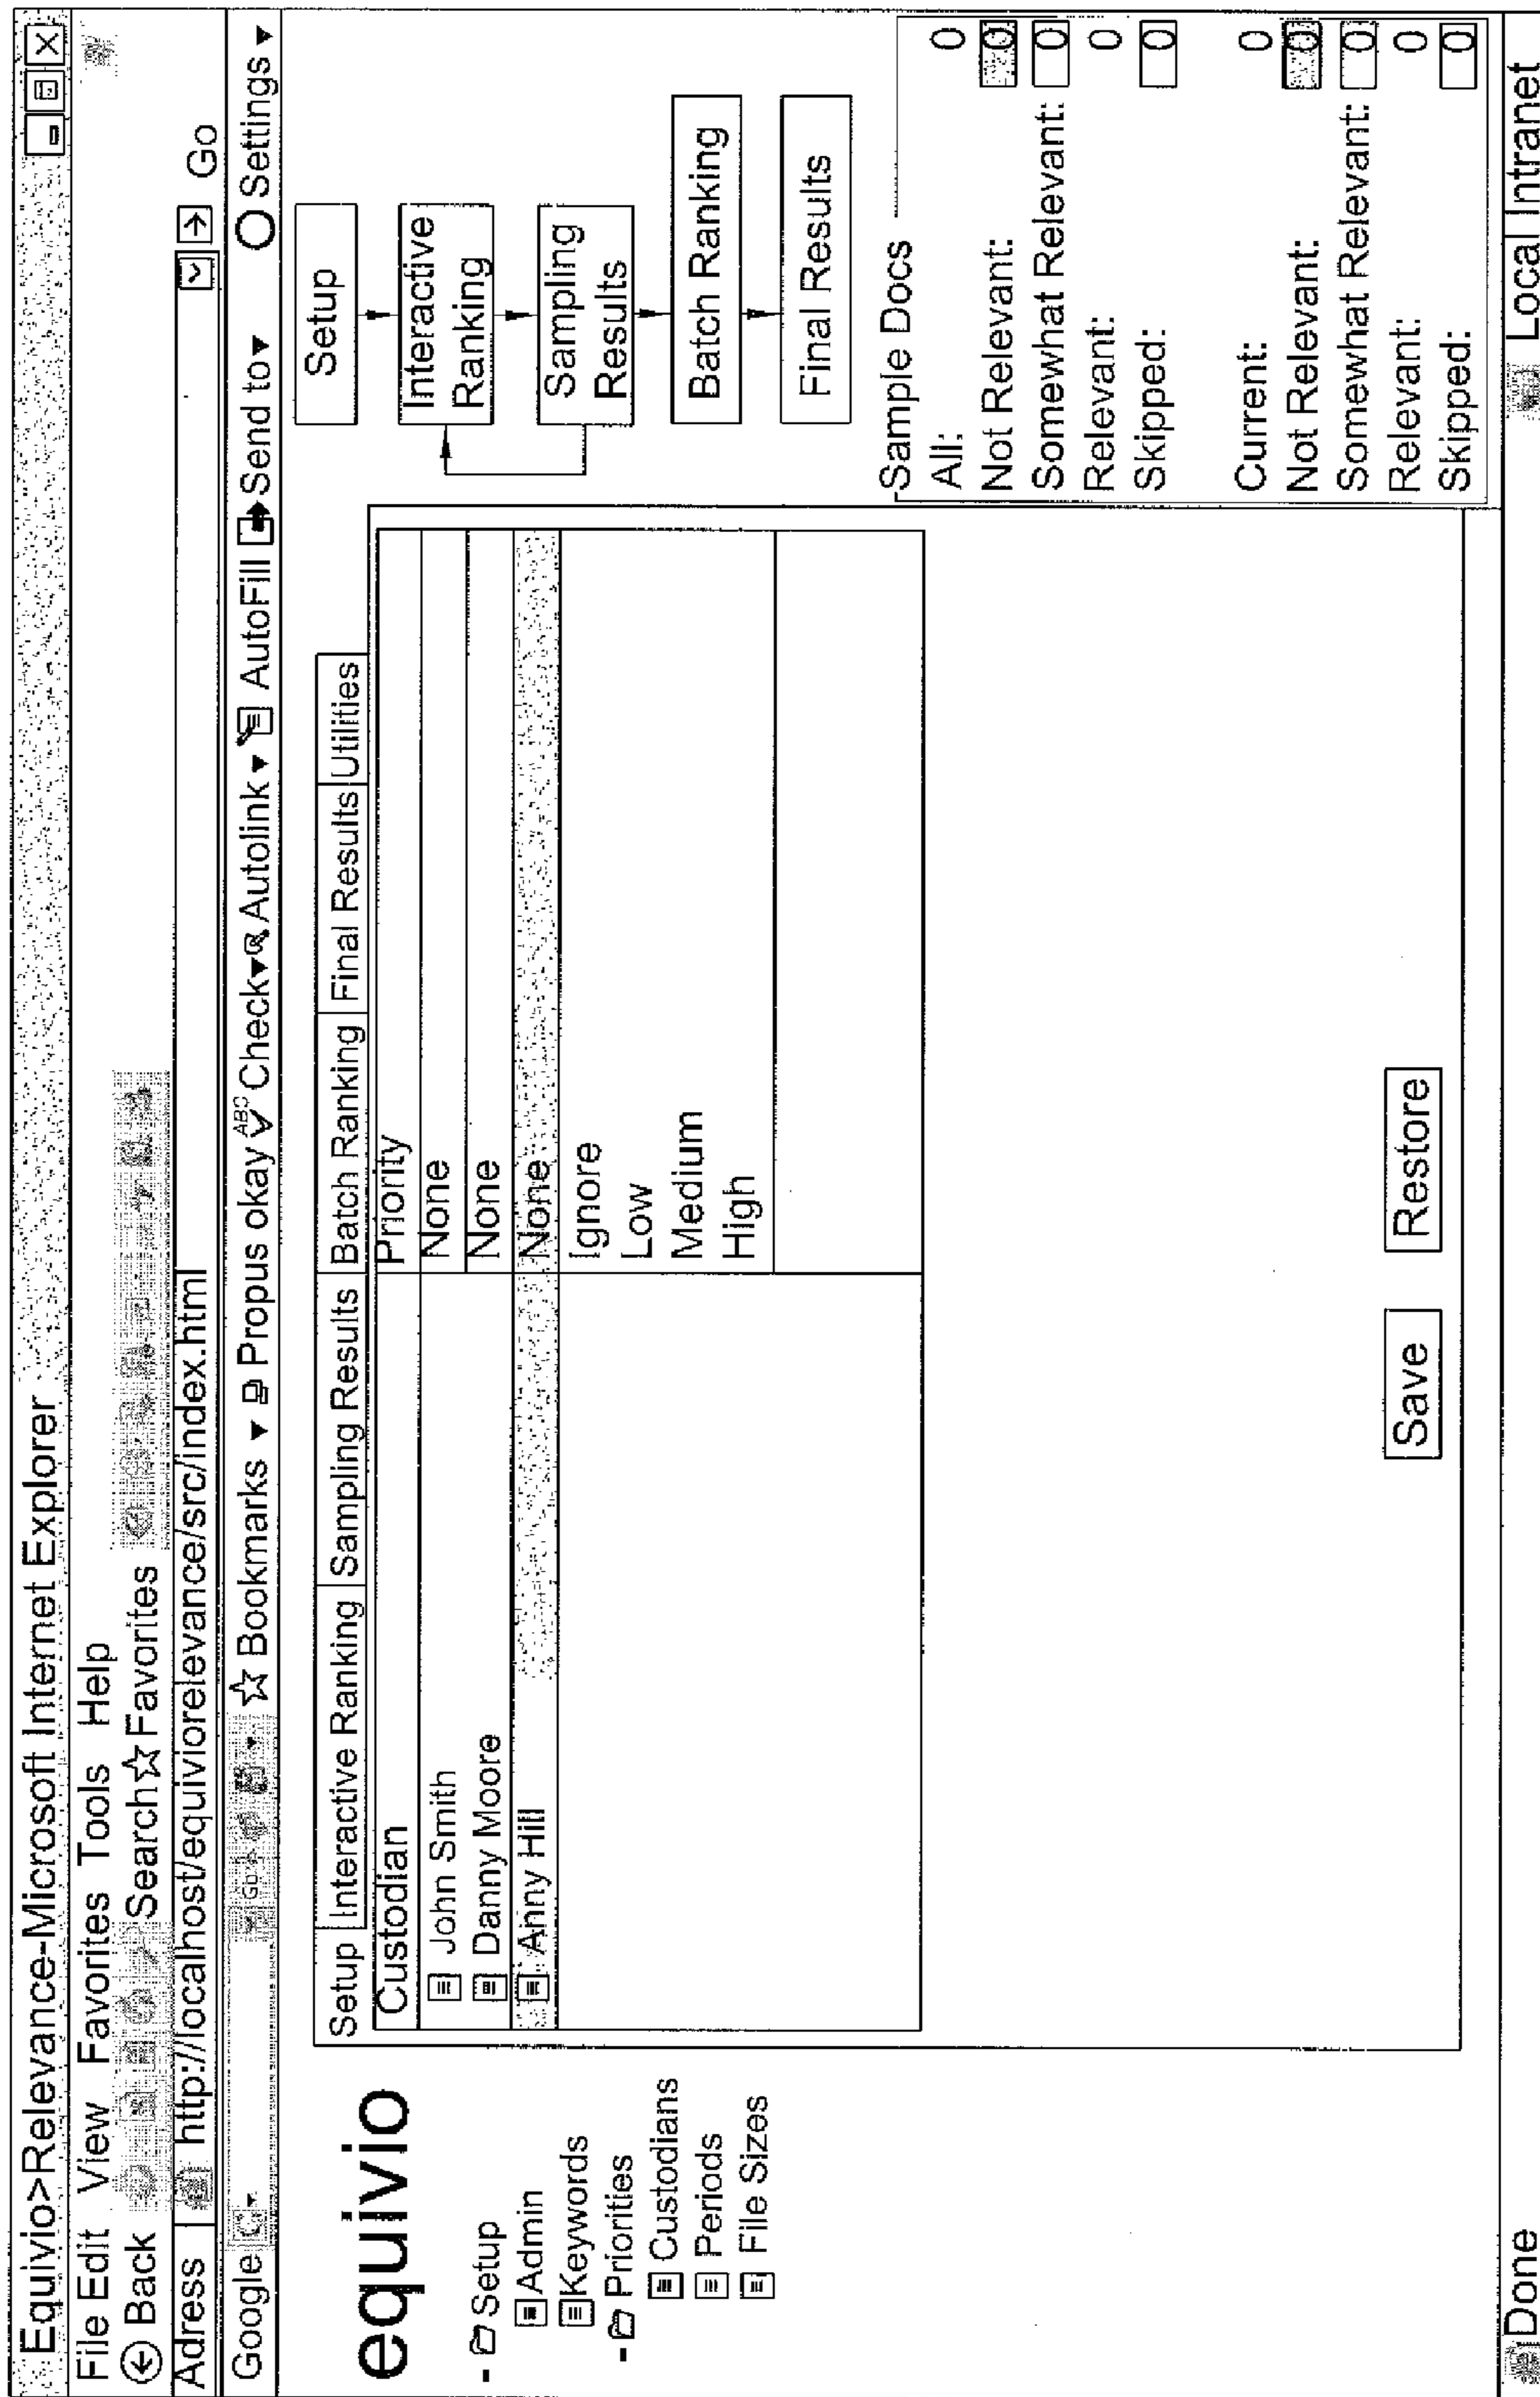 Equivio>Relevance-Microsoft Internet Explorer
File Edit View Favorites Tools Help
Back Search Favorites
Adress http://localhost/equiviorelevance/src/index.html Go
Google Bookmarks Propus okay ABC Check Autolink AutoFill Send to Settings
equivio
- Setup
Admin
Keywords
- Priorities
Custodians
Periods
File Sizes
Setup Interactive Ranking Sampling Results Batch Ranking Final Results Utilities
Custodian Priority
John Smith None
Danny Moore None
Anny Hill None
Ignore
Low
Medium
High
Save Restore
Setup
Interactive
Ranking
Sampling
Results
Batch Ranking
Final Results
Sample Docs
All: 0
Not Relevant: 0
Somewhat Relevant: 0
Relevant: 0
Skipped: 0
Current: 0
Not Relevant: 0
Somewhat Relevant: 0
Relevant: 0
Skipped: 0
Done Local Intranet